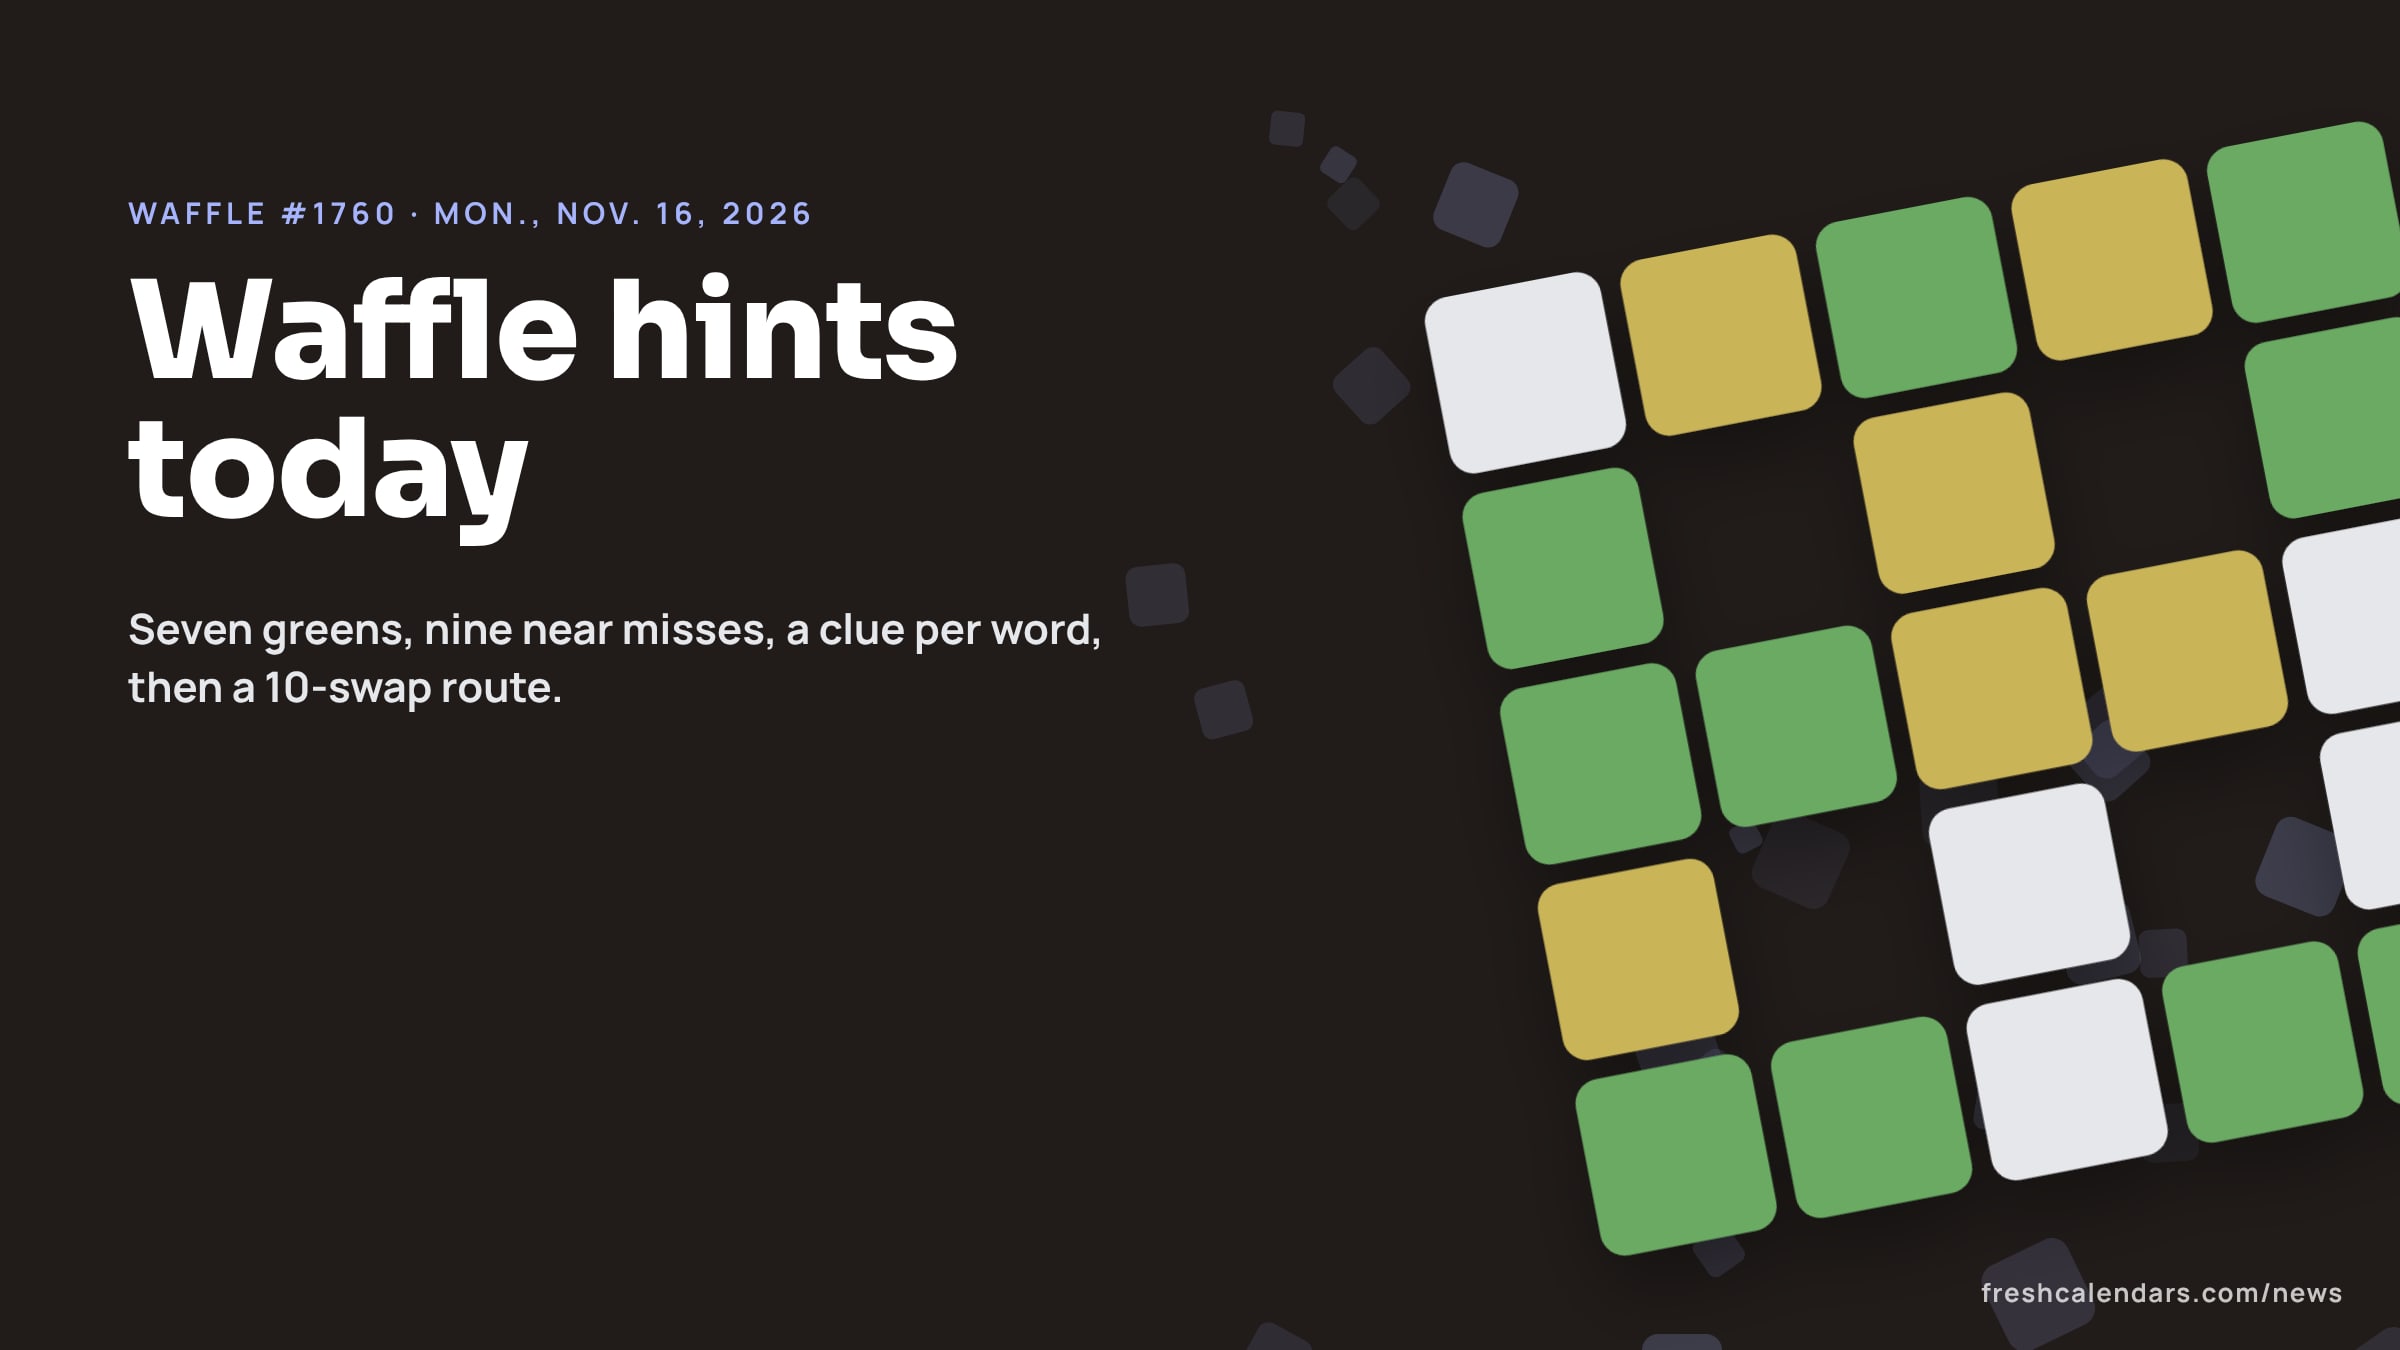 WAFFLE #1760 · MON., NOV. 16, 2026
Waffle hints
today
Seven greens, nine near misses, a clue per word,
then a 10-swap route.
freshcalendars.com/news